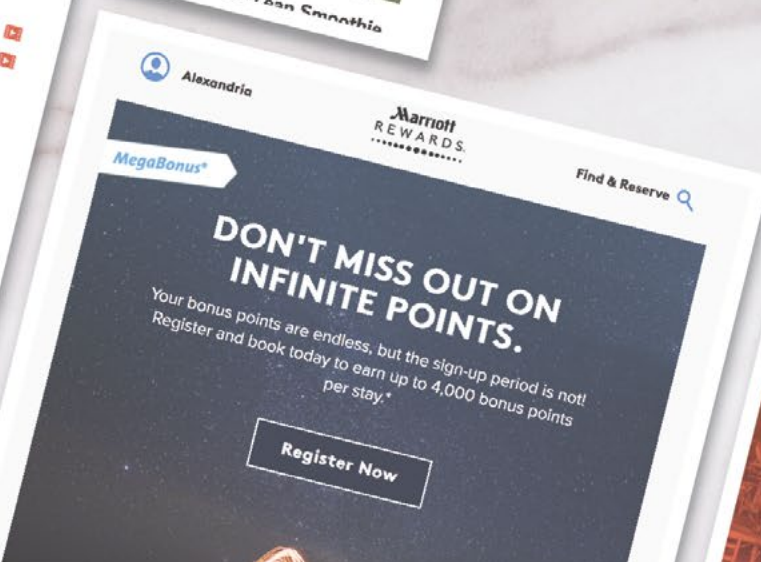 Smoothie
Alexandria
Marriott
REWARDS.
Find & Reserve
MegaBonus®
DON'T MISS OUT ON
INFINITE POINTS.
Your bonus points are endless, but the sign-up period is not!
Register and book today to earn up to 4,000 bonus points
per stay.*
Register Now